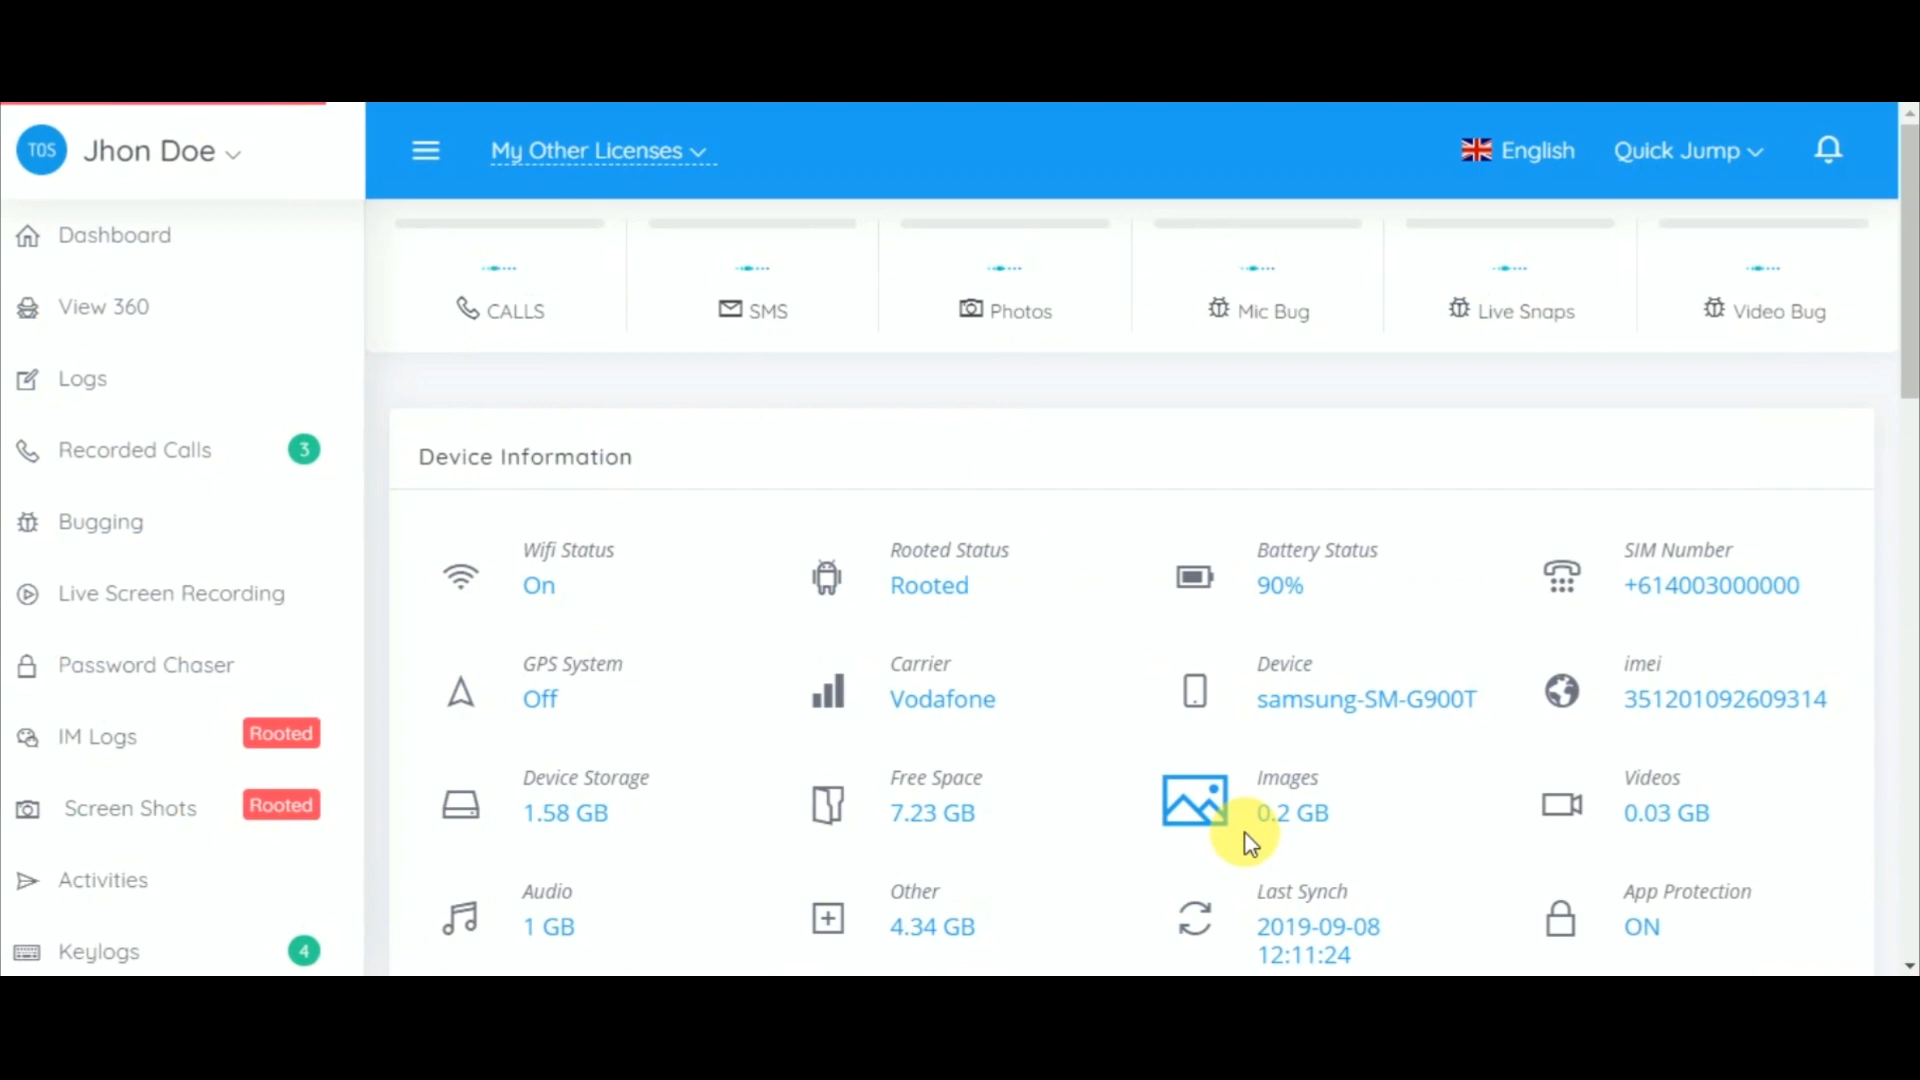 TOS Jhon Doe
My Other Licenses
English
Quick Jump
Dashboard
View 360
Logs
Recorded Calls 3
Bugging
Live Screen Recording
Password Chaser
IM Logs Rooted
Screen Shots Rooted
Activities
Keylogs 4
CALLS
SMS
Photos
Mic Bug
Live Snaps
Video Bug
Device Information
Wifi Status
On
Rooted Status
Rooted
Battery Status
90%
SIM Number
+614003000000
GPS System
Off
Carrier
Vodafone
Device
samsung-SM-G900T
imei
351201092609314
Device Storage
1.58 GB
Free Space
7.23 GB
Images
0.2 GB
Videos
0.03 GB
Audio
1 GB
Other
4.34 GB
Last Synch
2019-09-08
12:11:24
App Protection
ON